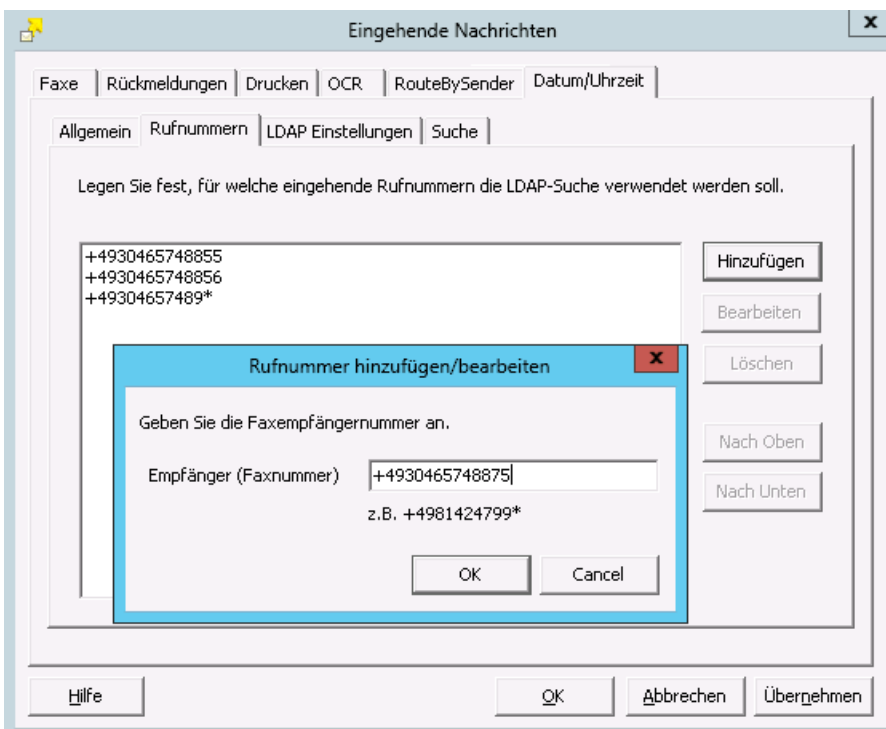 Eingehende Nachrichten
x
Faxe Rückmeldungen Drucken OCR RouteBySender Datum/Uhrzeit
Allgemein Rufnummern LDAP Einstellungen Suche
Legen Sie fest, für welche eingehende Rufnummern die LDAP-Suche verwendet werden soll.
+4930465748855
+4930465748856
+49304657489*
Hinzufügen
Bearbeiten
Löschen
Nach Oben
Nach Unten
Rufnummer hinzufügen/bearbeiten
x
Geben Sie die Faxempfängernummer an.
Empfänger (Faxnummer) +4930465748875
z.B. +4981424799*
OK Cancel
Hilfe OK Abbrechen Übernehmen